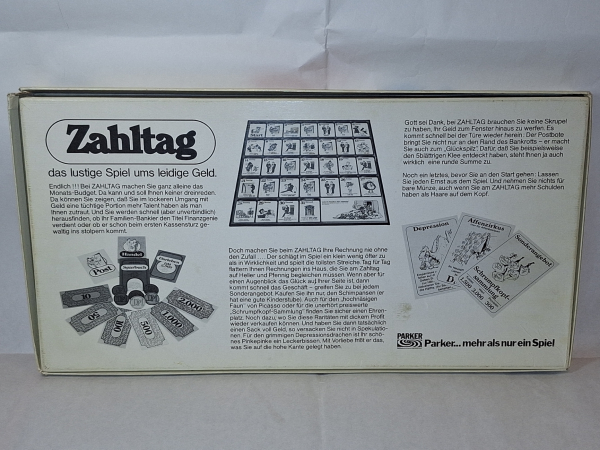 Zahltag
das lustige Spiel ums leidige Geld.
Endlich!!! Bei ZAHLTAG machen Sie ganz alleine das
Monats-Budget. Da kann und soll Ihnen keiner dreinreden.
Da können Sie zeigen, daß Sie im lockeren Umgang mit
Geld eine tüchtige Portion mehr Talent haben als man
Ihnen zutraut. Und Sie werden schnell (aber unverbindlich)
herausfinden, ob Ihr Familien-Bankier den Titel Finanzgenie
verdient oder ob er schon beim ersten Kassensturz ge-
waltig ins stolpern kommt.
Post
50
10
100
500
1.000
2.000
Start
Doch machen Sie beim ZAHLTAG Ihre Rechnung nie ohne
den Zufall .... Der schlägt im Spiel ein klein wenig öfter zu
als in Wirklichkeit und spielt die tollsten Streiche. Tag für Tag
flattern Ihnen Rechnungen ins Haus, die Sie am Zahltag
auf Heller und Pfennig begleichen müssen. Wenn aber für
einen Augenblick das Glück auf Ihrer Seite ist, dann
kommt schnell das Geschäft – greifen Sie zu bei jedem
Sonderangebot. Kaufen Sie ihn nur, den Schimpansen (er
hat eine gute Kinderstube). Auch für den „hochnäsigen
Faun" von Picasso oder für die unerhört preiswerte
„Schrumpfkopf-Sammlung" finden Sie sicher einen Ehren-
platz. Noch dazu, wo Sie diese Raritäten mit dickem Profit
wieder verkaufen können. Und haben Sie dann tatsächlich
einen Sack voll Geld, so versacken Sie nicht in Spekulatio-
nen. Für den grimmigen Depressionsdrachen ist Ihr prohi-
Pinkepinke ein Leckerbissen. Mit Vorliebe frißt er das,
was Sie auf die hohe Kante gelegt haben.
Gott sei Dank, bei ZAHLTAG brauchen Sie keine Skrupel
zu haben, Ihr Geld zum Fenster hinaus zu werfen. Es
kommt schnell bei der Türe wieder herein. Der Postbote
bringt Sie nicht nur an den Rand des Bankrotts – er macht
Sie auch zum „Glückspilz". Dafür, daß Sie beispielsweise
den 5blättrigen Klee entdeckt haben, steht Ihnen ja auch
wirklich eine runde Summe zu.
Noch ein letztes, bevor Sie an den Start gehen: Lassen
Sie jeden Ernst aus dem Spiel. Und nehmen Sie nichts für
bare Münze, auch wenn Sie am ZAHLTAG mehr Schulden
haben als Haare auf dem Kopf.
Depression
Affenzirkus
Sonderangebot
Schrumpfkopf-
Sammlung
PARKER
Parker... mehr als nur ein Spiel